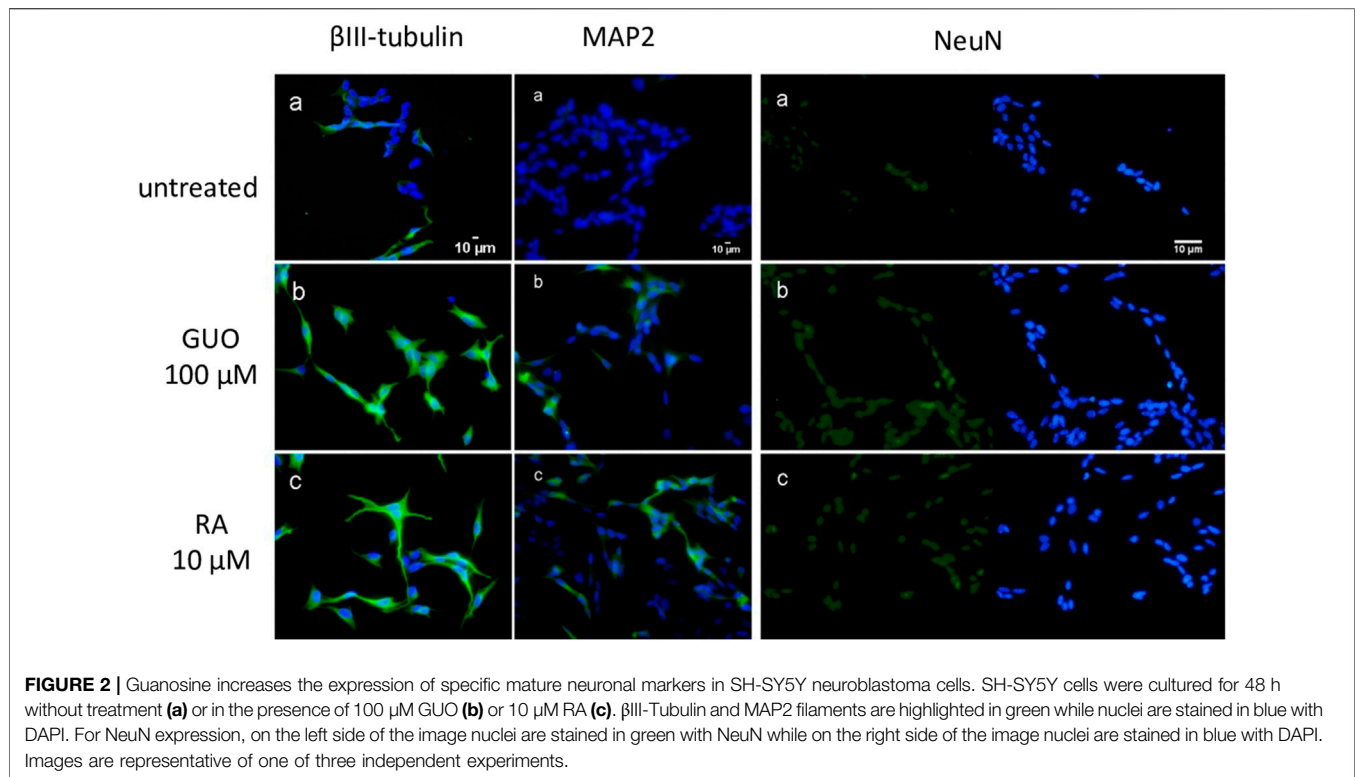 βIII-tubulin MAP2 NeuN
a a a
untreated
10 µm 10 µm 10 µm
b b b
GUO
100 µM
c c c
RA
10 µM
FIGURE 2 | Guanosine increases the expression of specific mature neuronal markers in SH-SY5Y neuroblastoma cells. SH-SY5Y cells were cultured for 48 h
without treatment (a) or in the presence of 100 µM GUO (b) or 10 µM RA (c). βIII-Tubulin and MAP2 filaments are highlighted in green while nuclei are stained in blue with
DAPI. For NeuN expression, on the left side of the image nuclei are stained in green with NeuN while on the right side of the image nuclei are stained in blue with DAPI.
Images are representative of one of three independent experiments.